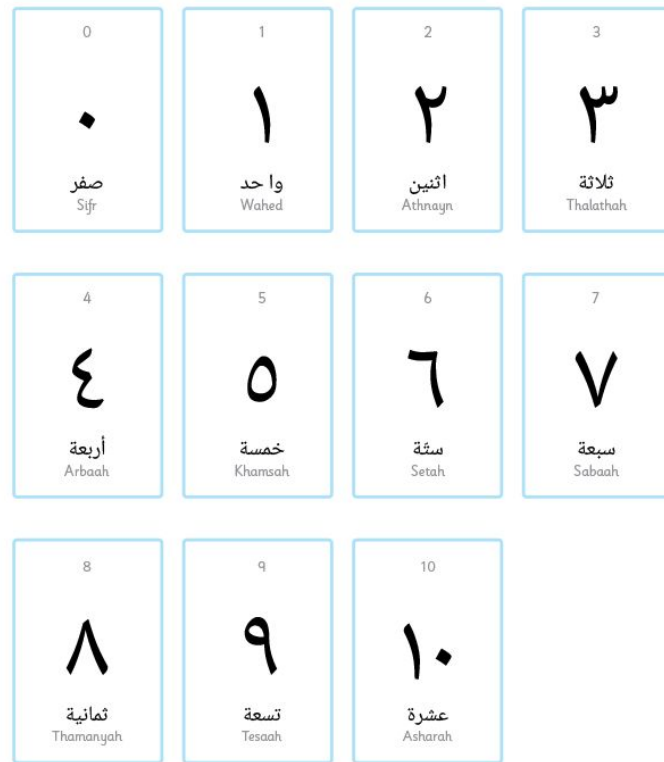 0
٠
صفر
Sifr
1
١
وا حد
Wahed
2
٢
اثنين
Athnayn
3
٣
ثلاثة
Thalathah
4
٤
أربعة
Arbaah
5
٥
خمسة
Khamsah
6
٦
ستّة
Setah
7
٧
سبعة
Sabaah
8
٨
ثمانية
Thamanyah
9
٩
تسعة
Tesaah
10
١٠
عشرة
Asharah